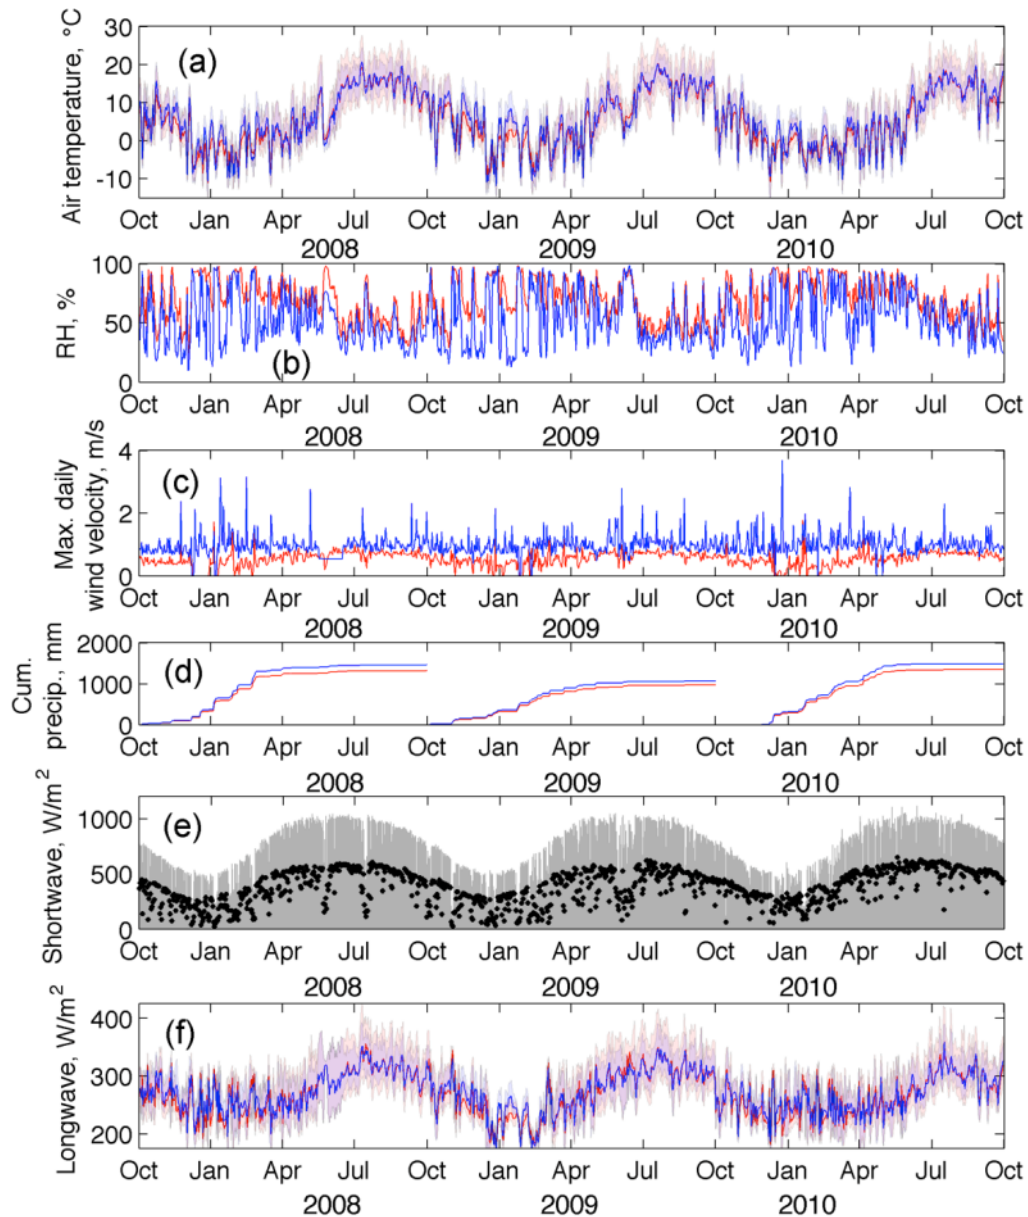 Air temperature, °C
(a)
30
20
10
0
-10
Oct Jan Apr Jul Oct Jan Apr Jul Oct Jan Apr Jul Oct
2008 2009 2010
RH, %
(b)
100
50
0
Oct Jan Apr Jul Oct Jan Apr Jul Oct Jan Apr Jul Oct
2008 2009 2010
Max. daily
wind velocity, m/s
(c)
4
2
0
Oct Jan Apr Jul Oct Jan Apr Jul Oct Jan Apr Jul Oct
2008 2009 2010
Cum.
precip., mm
(d)
2000
1000
0
Oct Jan Apr Jul Oct Jan Apr Jul Oct Jan Apr Jul Oct
2008 2009 2010
Shortwave, W/m²
(e)
1000
500
0
Oct Jan Apr Jul Oct Jan Apr Jul Oct Jan Apr Jul Oct
2008 2009 2010
Longwave, W/m²
(f)
400
300
200
Oct Jan Apr Jul Oct Jan Apr Jul Oct Jan Apr Jul Oct
2008 2009 2010